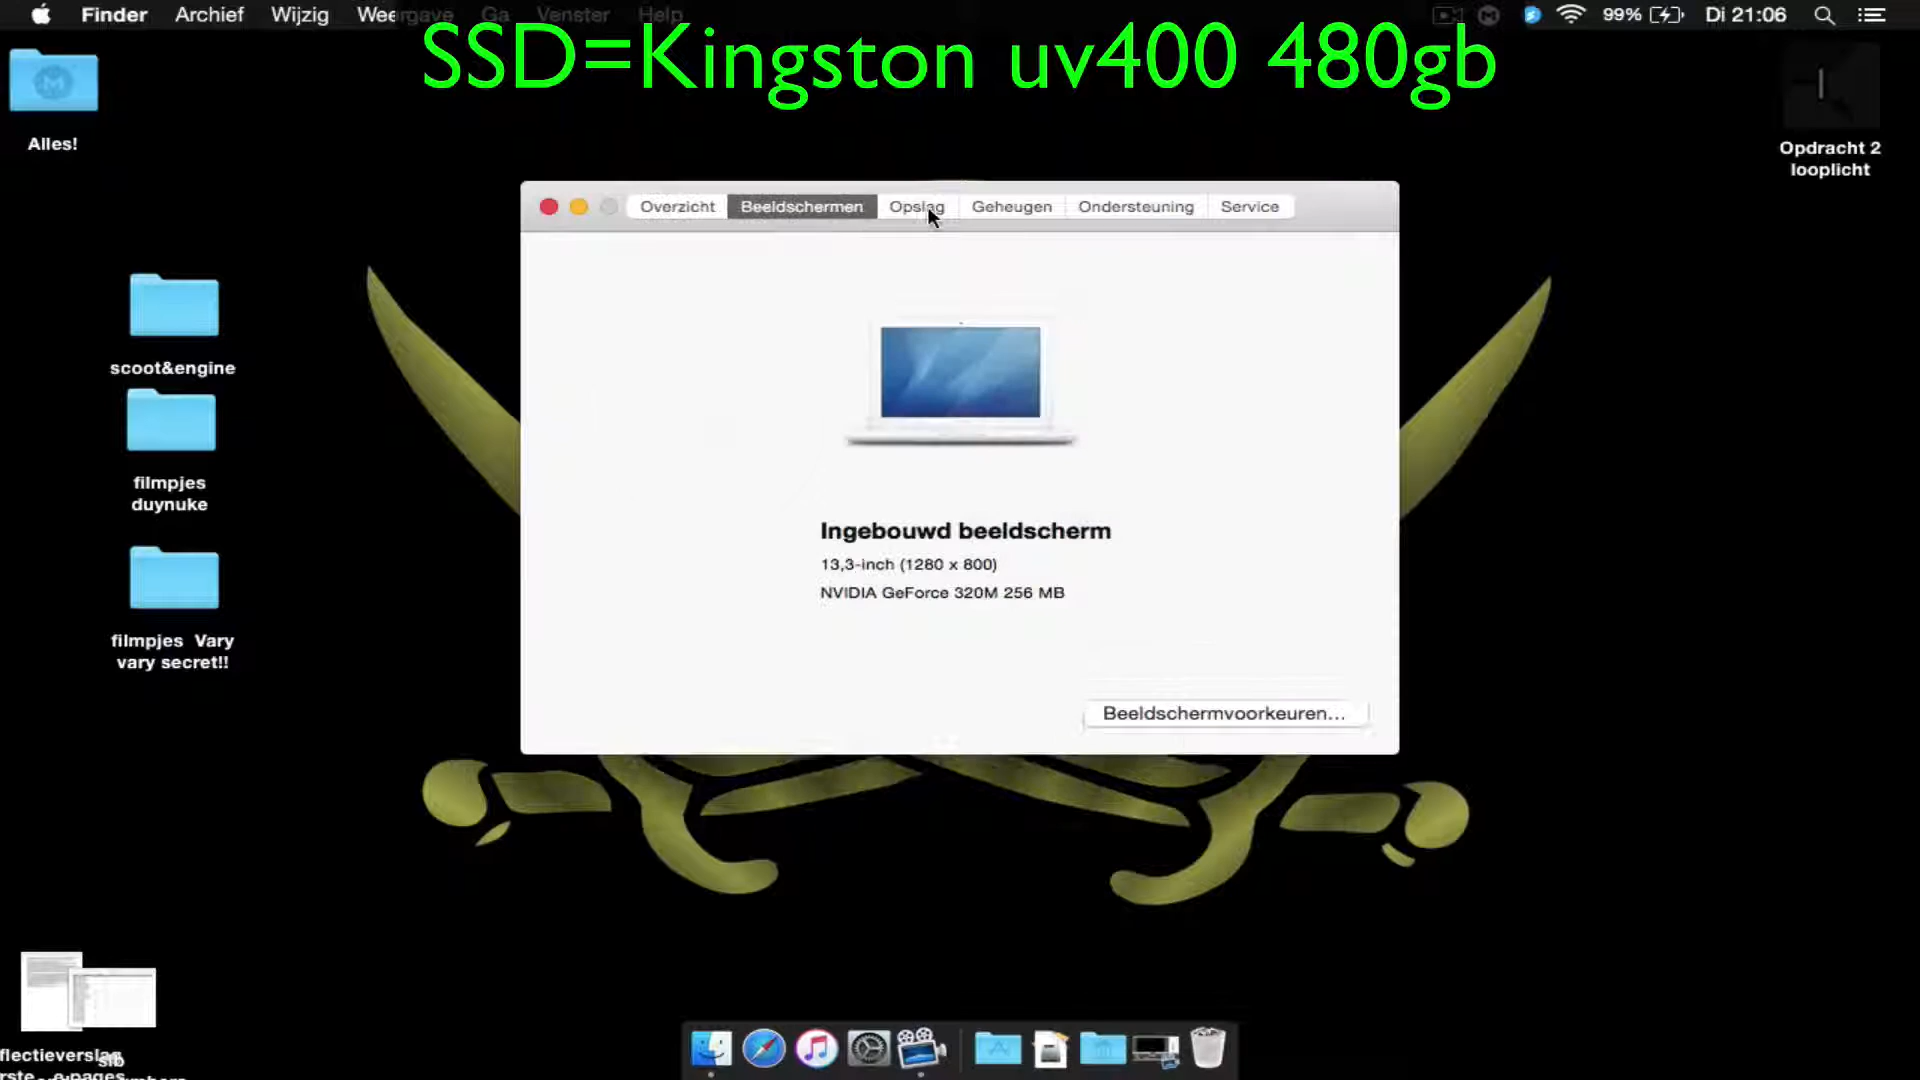 Finder Archief Wijzig Weergave Ga Venster Help 99% Di 21:06
SSD=Kingston uv400 480gb
Alles!
Opdracht 2
looplicht
Overzicht Beeldschermen Opslag Geheugen Ondersteuning Service
scoot&engine
filmpjes
duynuke
Ingebouwd beeldscherm
13,3-inch (1280 x 800)
NVIDIA GeForce 320M 256 MB
filmpjes Vary
vary secret!!
Beeldschermvoorkeuren...